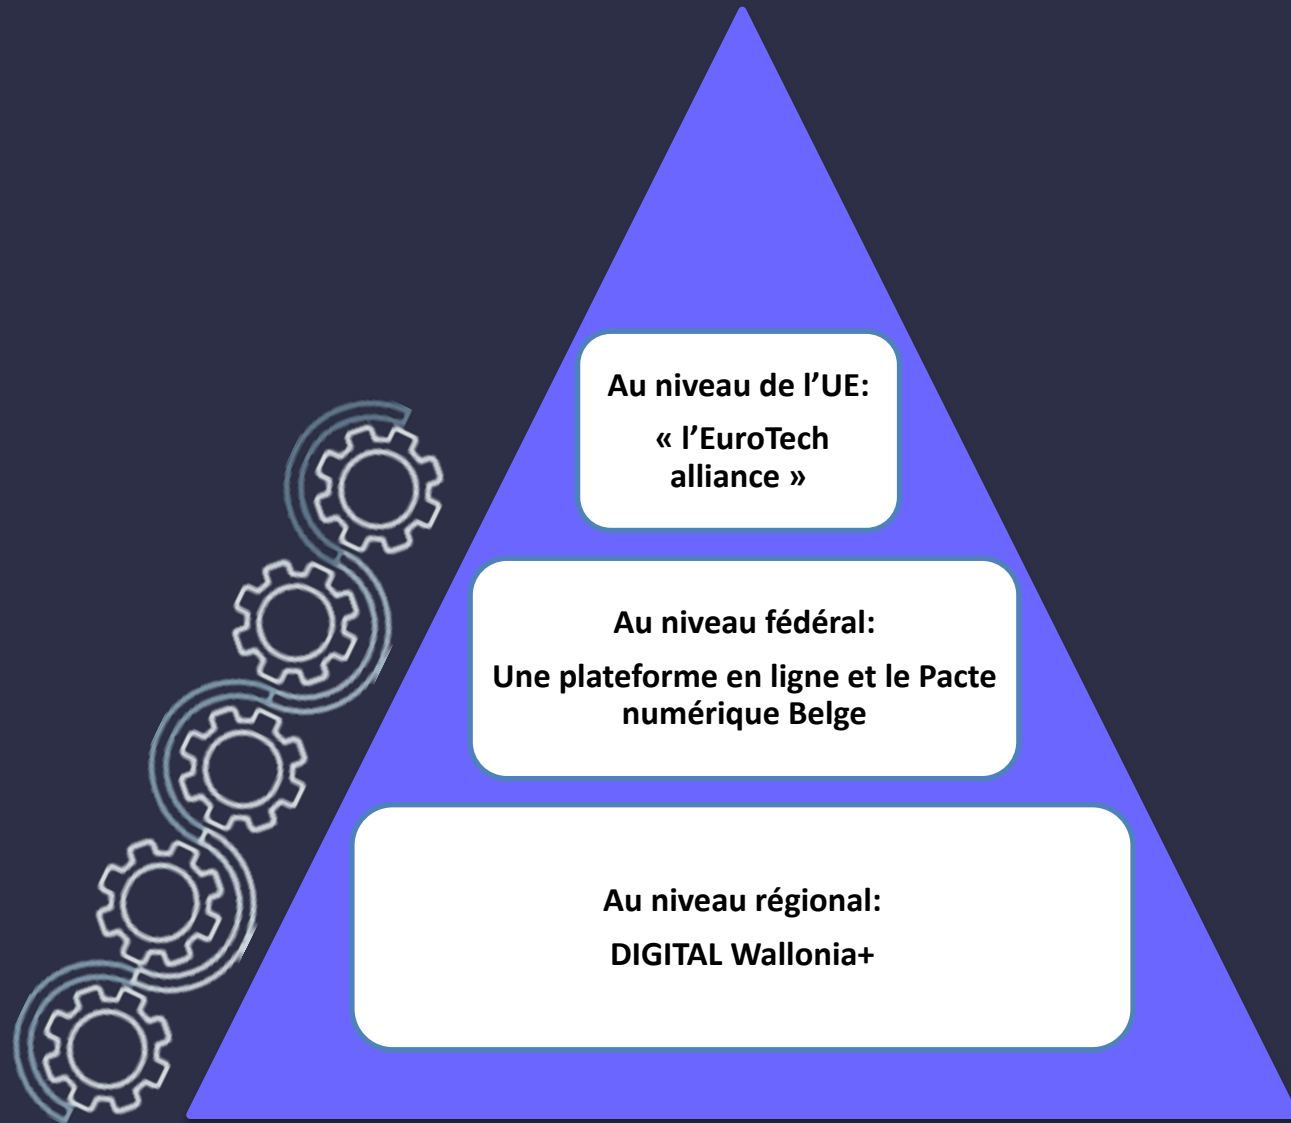 Au niveau de l’UE:
« l’EuroTech
alliance »
Au niveau fédéral:
Une plateforme en ligne et le Pacte
numérique Belge
Au niveau régional:
DIGITAL Wallonia+